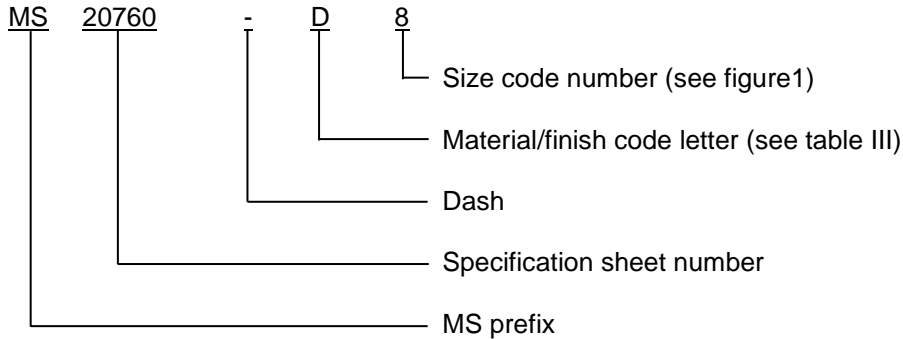 MS 20760 - D 8
Size code number (see figure1)
Material/finish code letter (see table III)
Dash
Specification sheet number
MS prefix